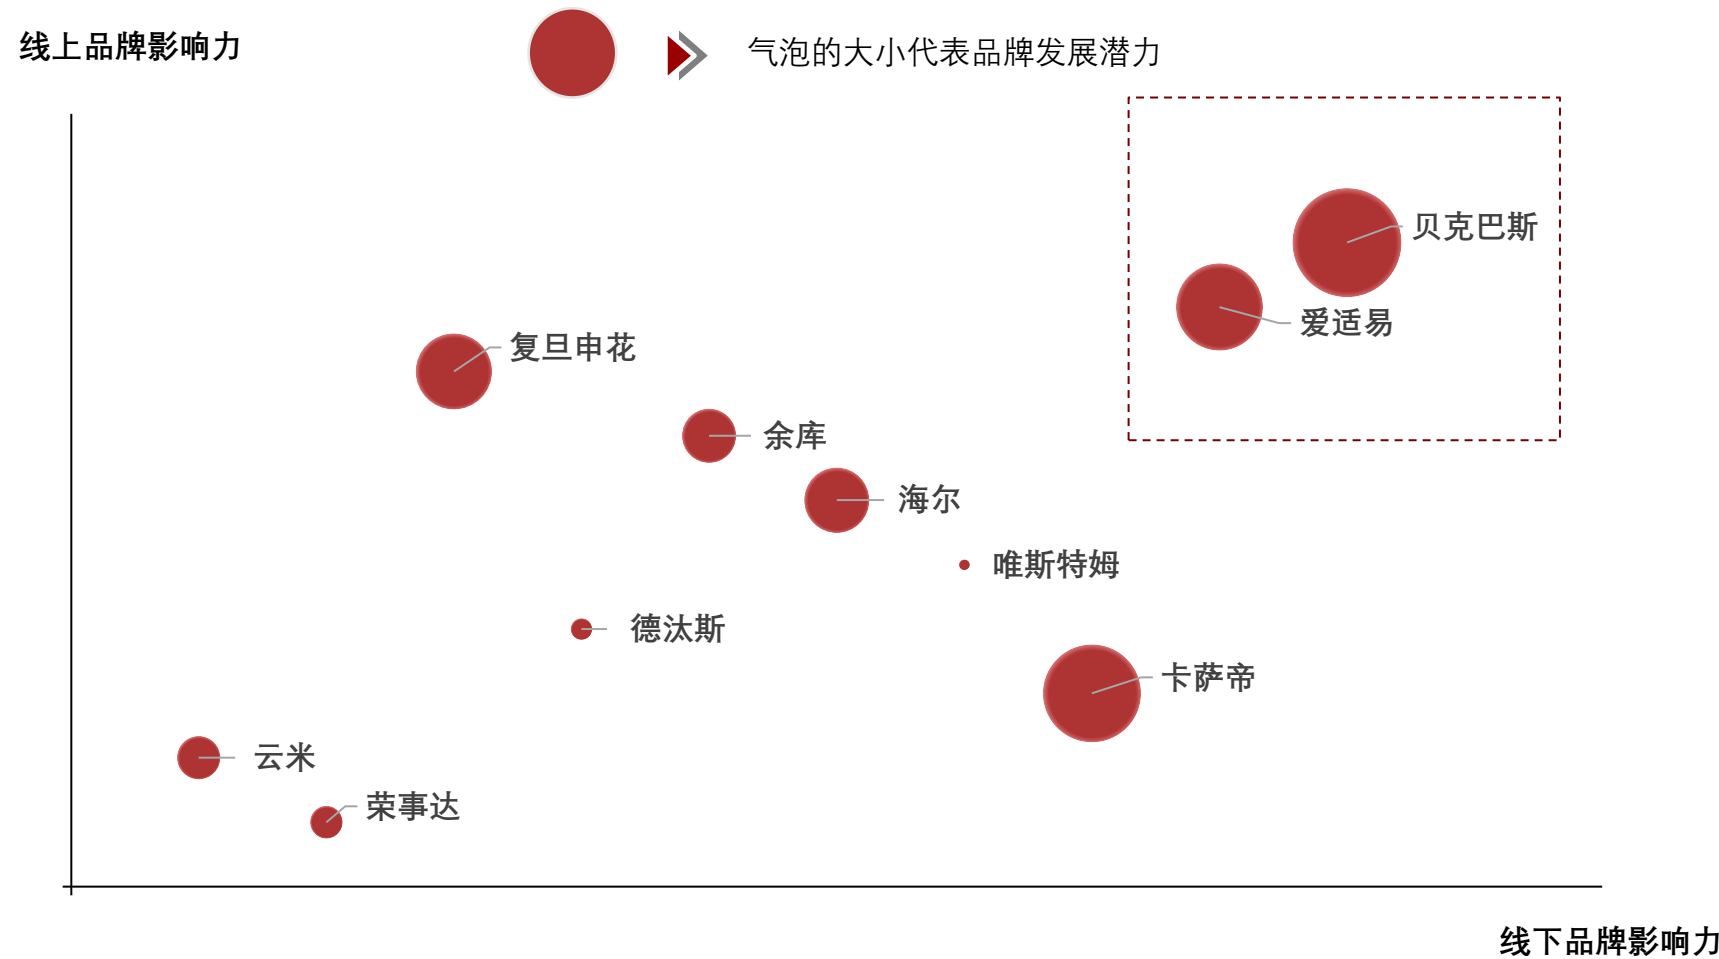 线上品牌影响力
气泡的大小代表品牌发展潜力
贝克巴斯
爱适易
复旦申花
余库
海尔
唯斯特姆
德汰斯
卡萨帝
云米
荣事达
线下品牌影响力